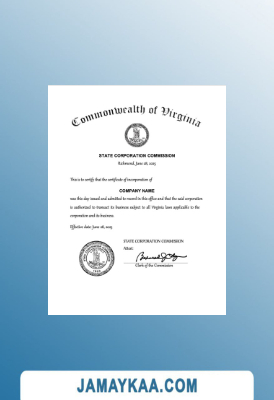 Commonwealth of Virginia
STATE CORPORATION COMMISSION
Richmond, June 26, 2015
This is to certify that the certificate of incorporation of
COMPANY NAME
was this day issued and admitted to record in this office and that the said corporation
is authorized to transact its business subject to all Virginia laws applicable to the
corporation and its business.
Effective date: June 26, 2015
STATE CORPORATION COMMISSION
Attest:
Clerk of the Commission
JAMAYKAA.COM